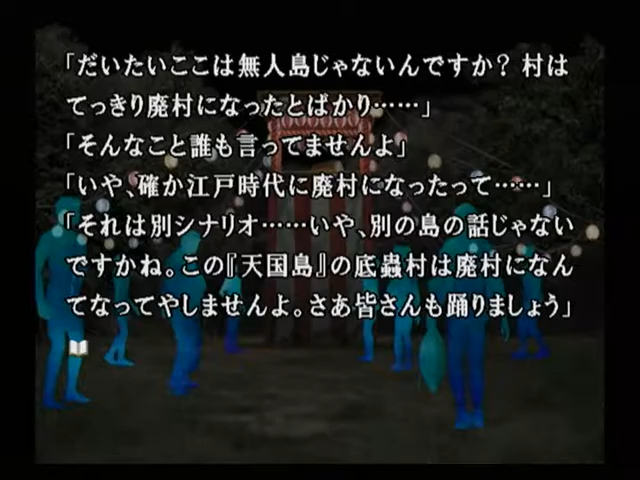 「だいたいここは無人島じゃないんですか？ 村は
てっきり廃村になったとばかり……」
「そんなこと誰も言ってませんよ」
「いや、確か江戸時代に廃村になったって……」
「それは別シナリオ……いや、別の島の話じゃない
ですかね。この『天国島』の底蟲村は廃村になん
てなってやしませんよ。さあ皆さんも踊りましょう」